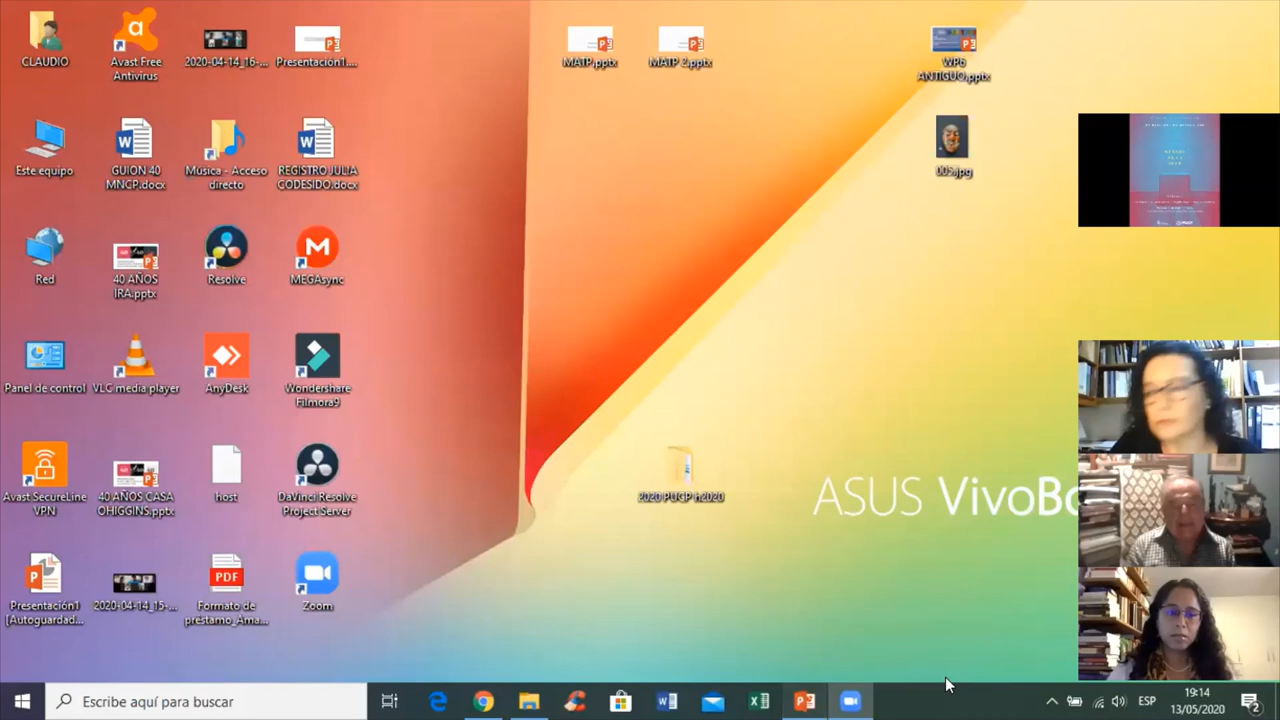 CLAUDIO
Avast Free
Antivirus
2020-04-14_16-...
Presentación1....
MATP.pptx
MATP 2.pptx
WP6
ANTIGUO.pptx
Este equipo
GUION 40
MNCP.docx
Música - Acceso
directo
REGISTRO JULIA
CODESIDO.docx
005.jpg
Red
40 AÑOS
IRA.pptx
Resolve
MEGAsync
Panel de control
VLC media player
AnyDesk
Wondershare
Filmora9
Avast SecureLine
VPN
40 AÑOS CASA
OHIGGINS.pptx
host
DaVinci Resolve
Project Server
2020 PUCP h2020
ASUS VivoBo
Presentación1
[Autoguardad...
2020-04-14_15-...
PDF
Formato de
préstamo_Ama...
Zoom
Escribe aquí para buscar
ESP
19:14
13/05/2020
2